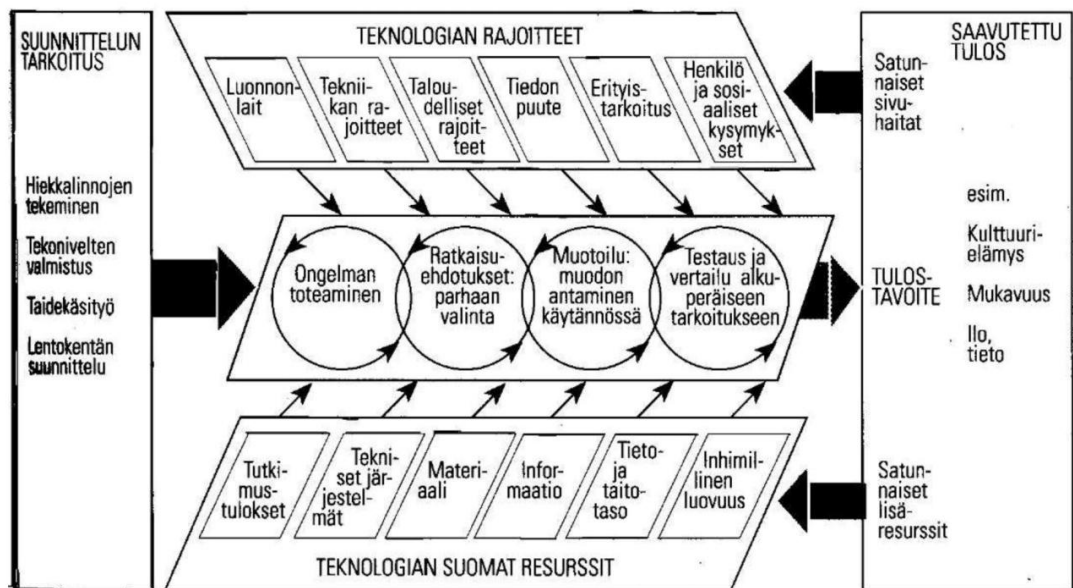 SUUNNITTELUN
TARKOITUS
Hiekkalinnojen
tekeminen
Tekonivelten
valmistus
Taidekäsityö
Lentokentän
suunnittelu
TEKNOLOGIAN RAJOITTEET
Luonnon-
lait
Teknii-
kan ra-
joitteet
Talou-
delliset
rajoit-
teet
Tiedon
puute
Erityis-
tarkoitus
Henkilö
ja sosi-
aaliset
kysymyk-
set
Ongelman
toteaminen
Ratkaisu-
ehdotukset:
parhaan
valinta
Muotoilu:
muodon
antaminen
käytännössä
Testaus ja
vertailu alku-
peräiseen
tarkoitukseen
Tutki-
mus-
tulokset
Tekni-
set jär-
jestel-
mät
Materi-
aali
Infor-
maatio
Tieto-
ja
taito-
taso
Inhimil-
linen
luovuus
TEKNOLOGIAN SUOMAT RESURSSIT
SAAVUTETTU
TULOS
Satun-
naiset
sivu-
haitat
TULOS-
TAVOITE
esim.
Kulttuuri-
elämys
Mukavuus
Ilo,
tieto
Satun-
naiset
lisä-
resurssit